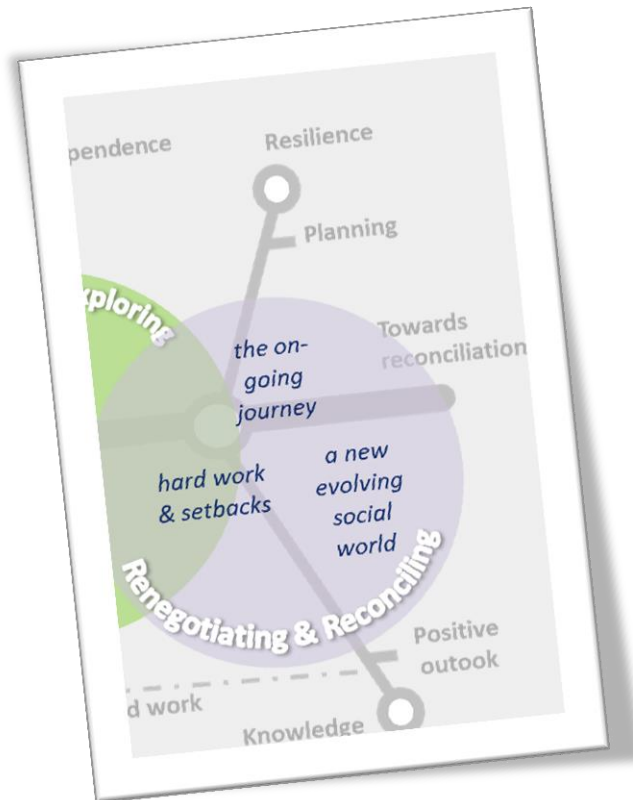 pendence
Resilience
Planning
xploring
Towards
reconciliation
the on-
going
journey
hard work
& setbacks
a new
evolving
social
world
Renegotiating & Reconciling
Positive
outook
d work
Knowledge